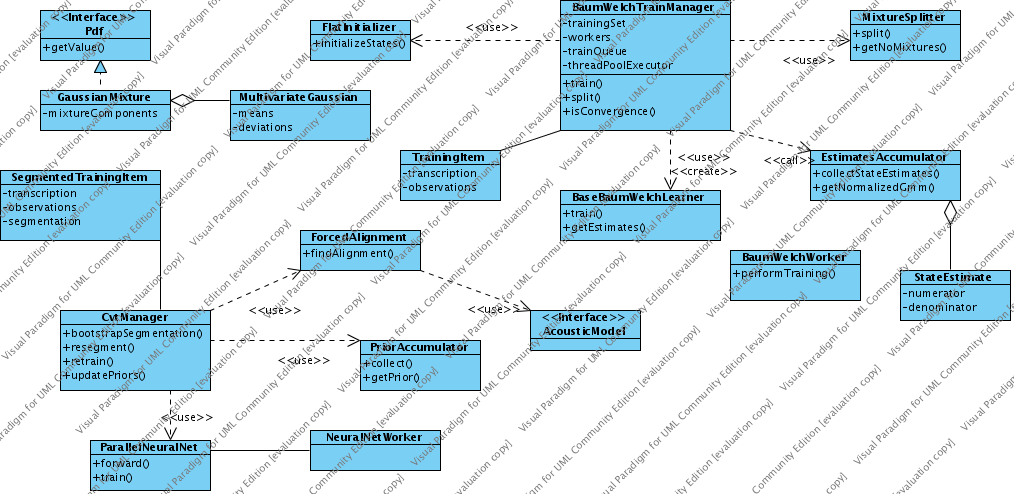 <<Interface>>
Pdf
+getValue()
GaussianMixture
-mixtureComponents
MultivariateGaussian
-means
-deviations
FlatInitializer
+initializeStates()
<<use>>
BaumWelchTrainManager
-trainingSet
-workers
-trainQueue
-threadPoolExecutor
+train()
+split()
+isConvergence()
MixtureSplitter
+split()
+getNoMixtures()
<<use>>
TrainingItem
-transcription
-observations
<<use>>
<<create>>
<<call>>
EstimatesAccumulator
+collectStateEstimates()
+getNormalizedGmm()
SegmentedTrainingItem
-transcription
-observations
-segmentation
BaseBaumWelchLearner
+train()
+getEstimates()
ForcedAlignment
+findAlignment()
BaumWelchWorker
+performTraining()
StateEstimate
-numerator
-denominator
<<use>>
<<use>>
<<Interface>>
AcousticModel
CvtManager
+bootstrapSegmentation()
+resegment()
+retrain()
+updatePriors()
<<use>>
PriorAccumulator
+collect()
+getPrior()
<<use>>
ParallelNeuralNet
+forward()
+train()
NeuralNetWorker
Visual Paradigm for UML Community Edition [evaluation copy]